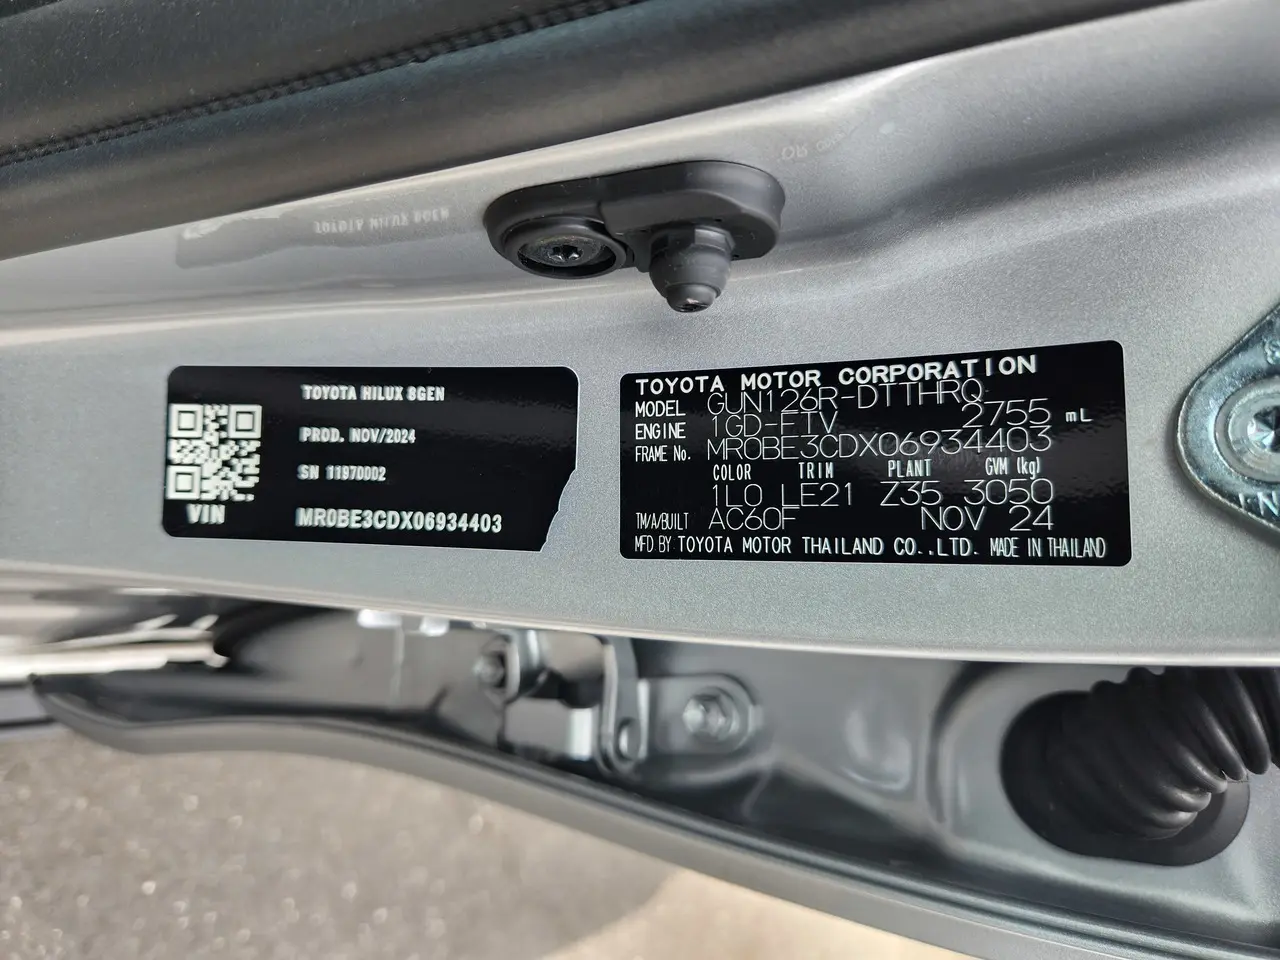 TOYOTA HILUX 8GEN
PROD. NOV/2024
SN 11970002
VIN
MR0BE3CDX06934403
TOYOTA MOTOR CORPORATION
MODEL GUN126R-DTTHRQ
ENGINE 1GD-FTV 2755 mL
FRAME No. MR0BE3CDX06934403
COLOR TRIM PLANT GVM (kg)
1L0 LE21 Z35 3050
TM/A/BUILT AC60F NOV 24
MFD BY TOYOTA MOTOR THAILAND CO.,LTD. MADE IN THAILAND